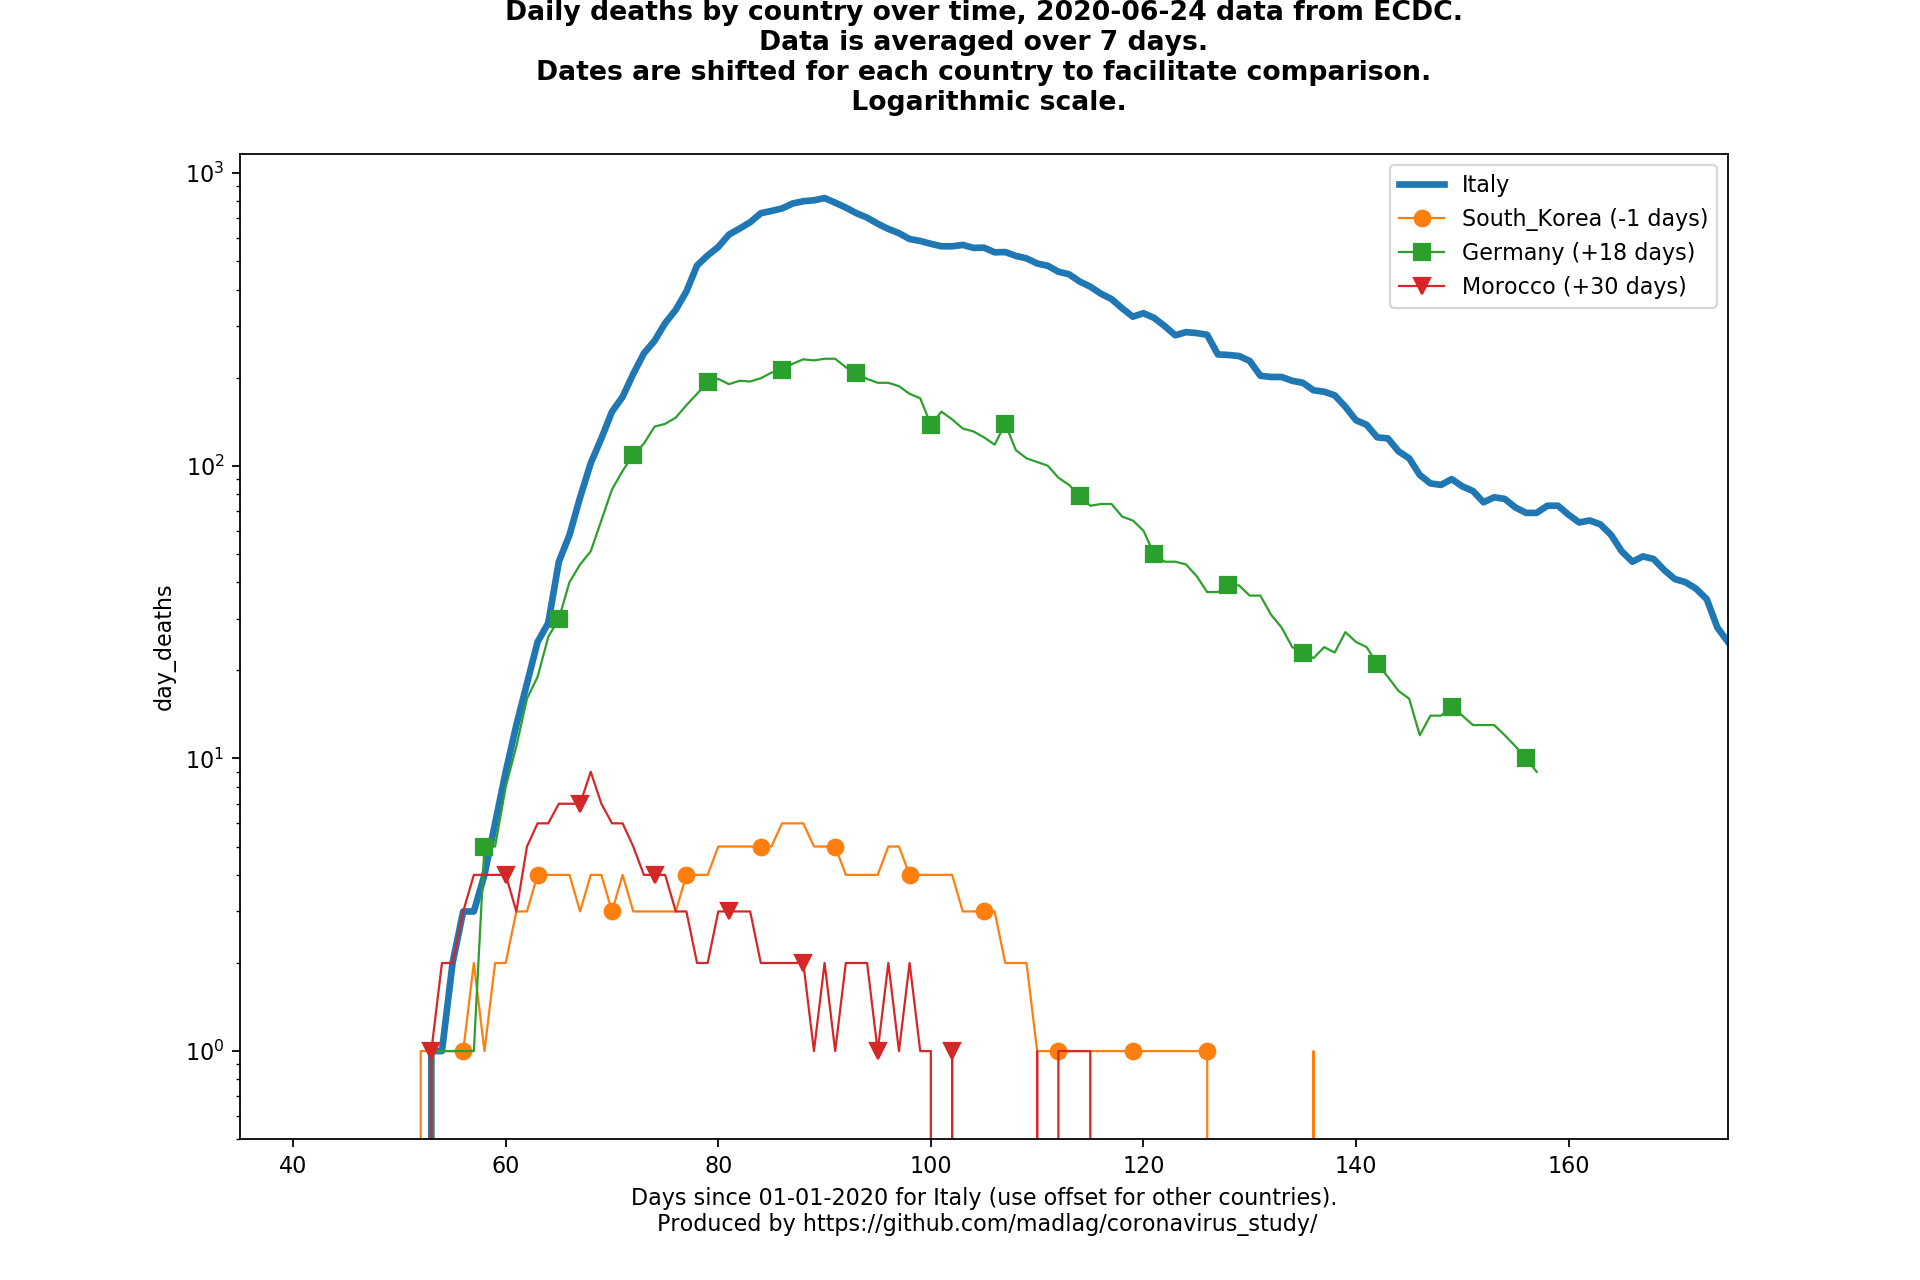 Daily deaths by country over time, 2020-06-24 data from ECDC.
Data is averaged over 7 days.
Dates are shifted for each country to facilitate comparison.
Logarithmic scale.
10³
10²
10¹
10⁰
day_deaths
Italy
South_Korea (-1 days)
Germany (+18 days)
Morocco (+30 days)
40 60 80 100 120 140 160
Days since 01-01-2020 for Italy (use offset for other countries).
Produced by https://github.com/madlag/coronavirus_study/